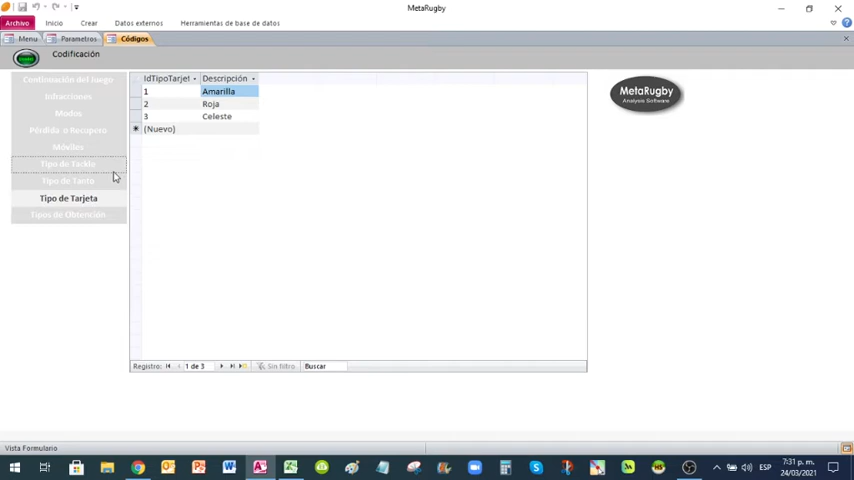 MetaRugby
Archivo Inicio Crear Datos externos Herramientas de base de datos
Menu Parametros Códigos
Codificación
Continuación del Juego
Infracciones
Modos
Pérdida o Recupero
Móviles
Tipo de Tackle
Tipo de Tanto
Tipo de Tarjeta
Tipos de Obtención
IdTipoTarjet Descripción
1 Amarilla
2 Roja
3 Celeste
(Nuevo)
MetaRugby
Analysis Software
Registro: 1 de 3 Sin filtro Buscar
Vista Formulario
ESP
7:31 p. m.
24/03/2021